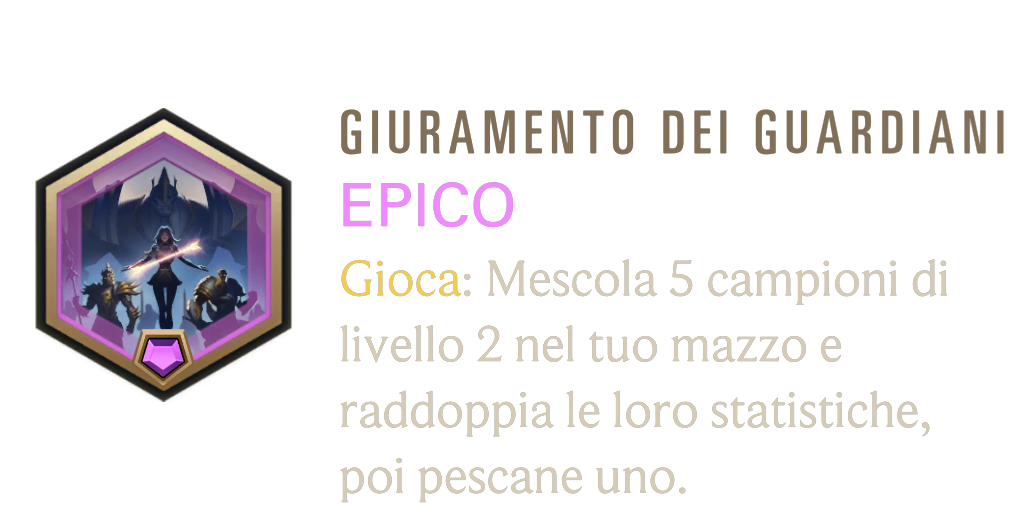 GIURAMENTO DEI GUARDIANI
EPICO
Gioca: Mescola 5 campioni di
livello 2 nel tuo mazzo e
raddoppia le loro statistiche,
poi pescane uno.